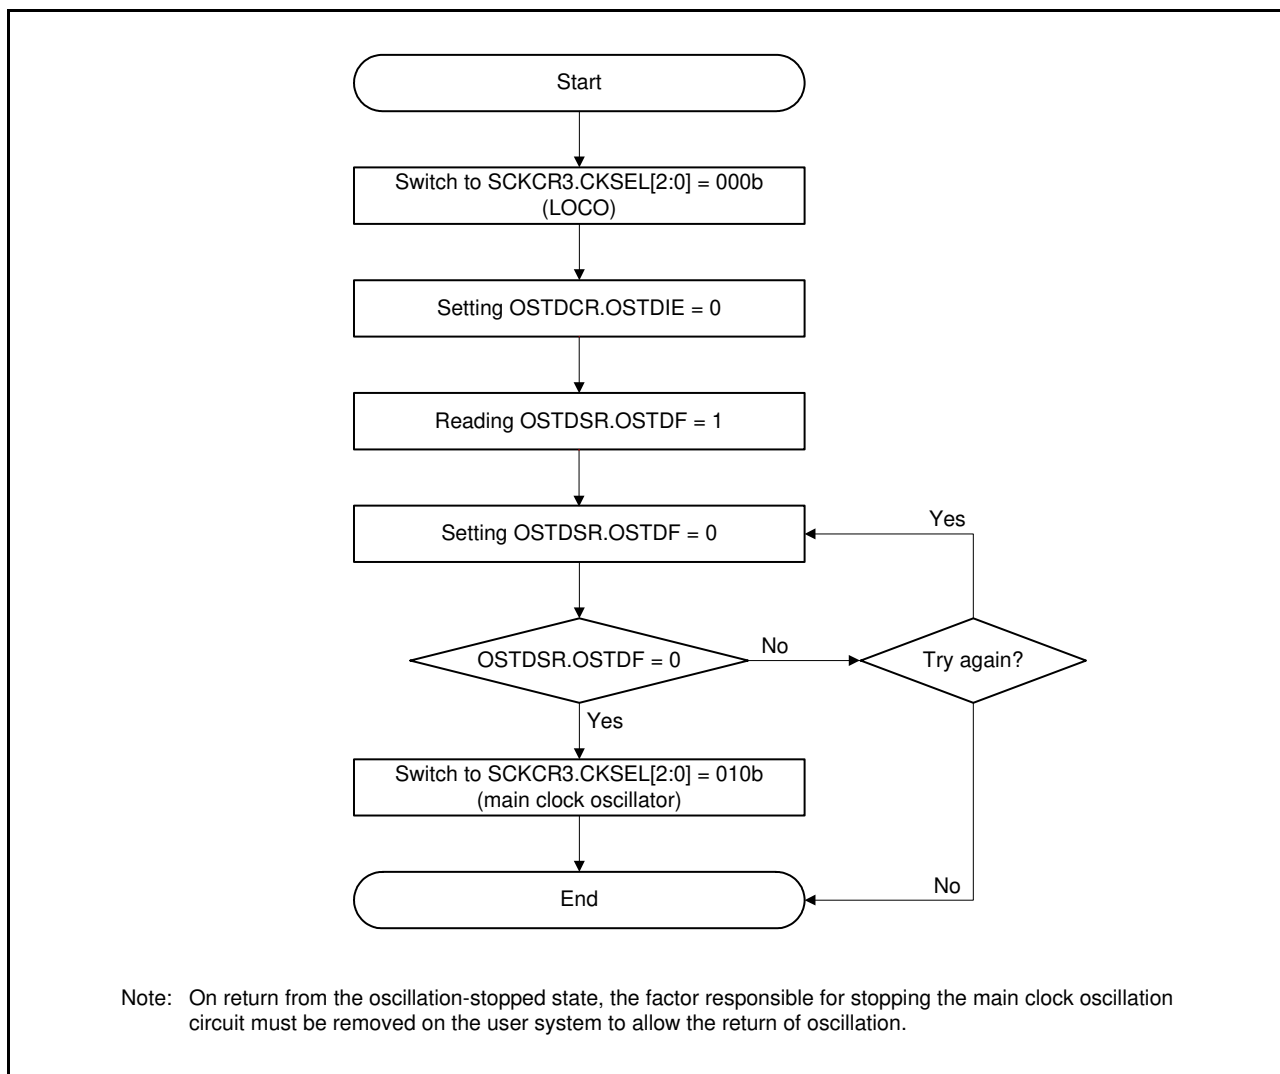 Start
Switch to SCKCR3.CKSEL[2:0] = 000b
(LOCO)
Setting OSTDCR.OSTDIE = 0
Reading OSTDSR.OSTDF = 1
Setting OSTDSR.OSTDF = 0
Yes
OSTDSR.OSTDF = 0
No
Try again?
Yes
Switch to SCKCR3.CKSEL[2:0] = 010b
(main clock oscillator)
End
No
Note: On return from the oscillation-stopped state, the factor responsible for stopping the main clock oscillation
circuit must be removed on the user system to allow the return of oscillation.